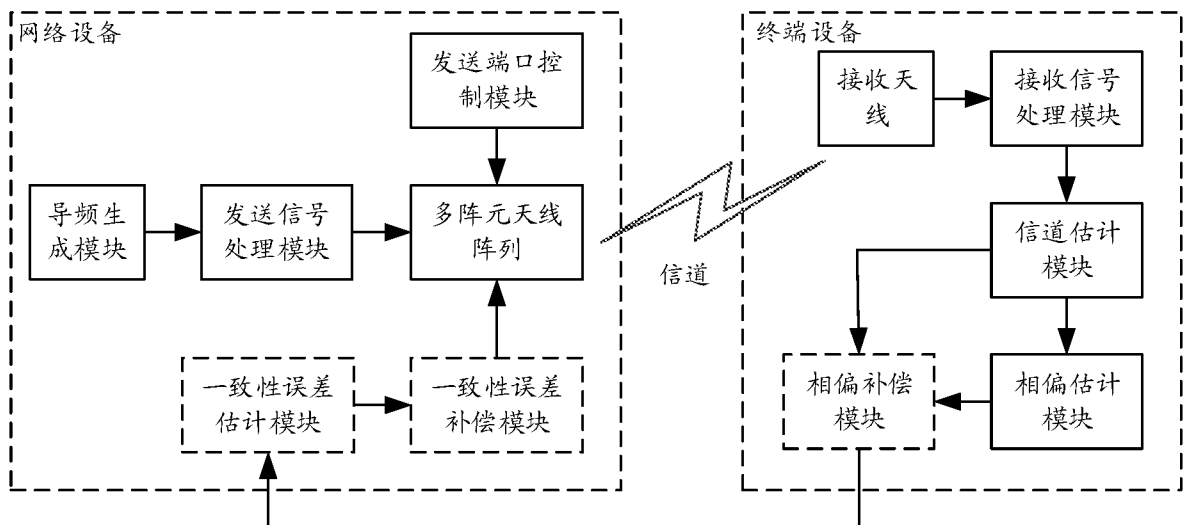 网络设备
发送端口控
制模块
导频生
成模块
发送信号
处理模块
多阵元天线
阵列
一致性误差
估计模块
一致性误差
补偿模块
信道
终端设备
接收天
线
接收信号
处理模块
信道估计
模块
相偏补偿
模块
相偏估计
模块